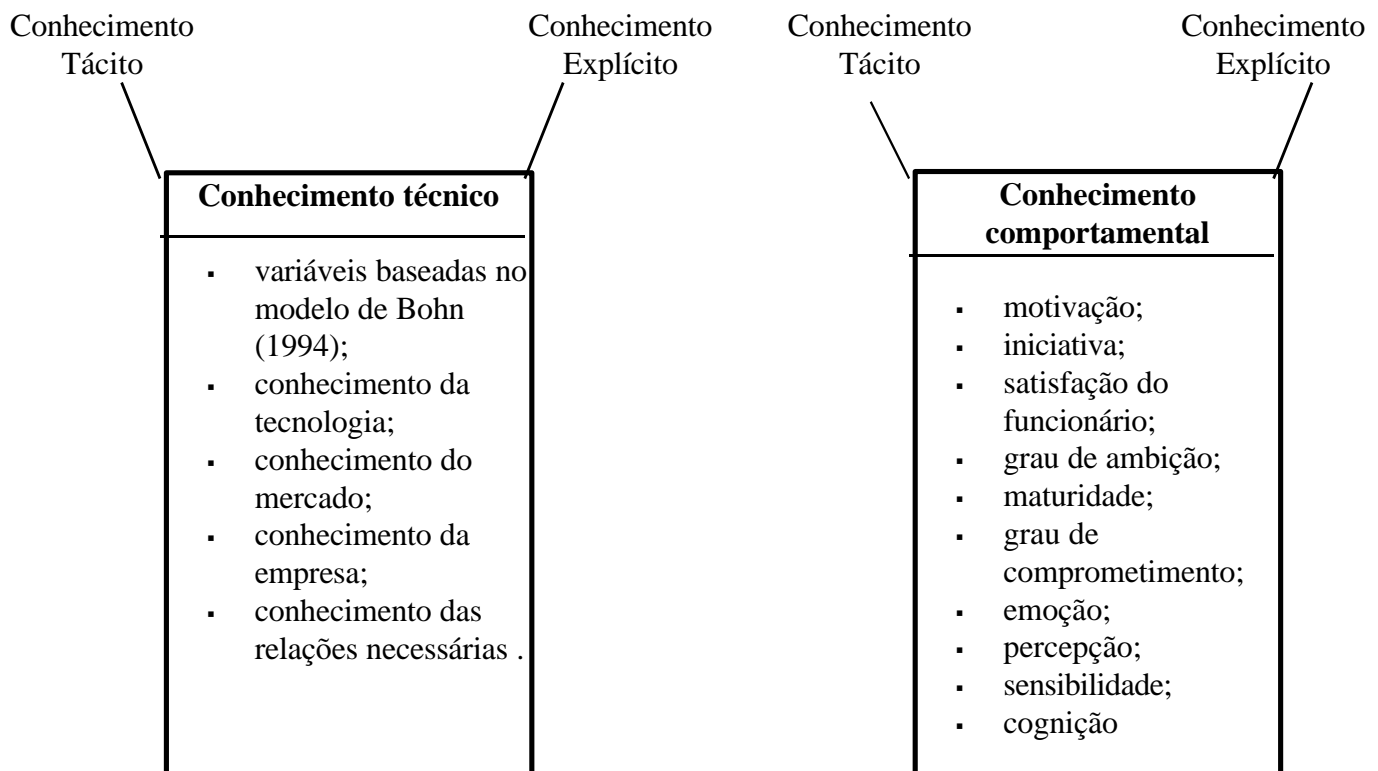 Conhecimento
Tácito
Conhecimento
Explícito
Conhecimento técnico
▪ variáveis baseadas no
modelo de Bohn
(1994);
▪ conhecimento da
tecnologia;
▪ conhecimento do
mercado;
▪ conhecimento da
empresa;
▪ conhecimento das
relações necessárias .
Conhecimento
Tácito
Conhecimento
Explícito
Conhecimento
comportamental
▪ motivação;
▪ iniciativa;
▪ satisfação do
funcionário;
▪ grau de ambição;
▪ maturidade;
▪ grau de
comprometimento;
▪ emoção;
▪ percepção;
▪ sensibilidade;
▪ cognição